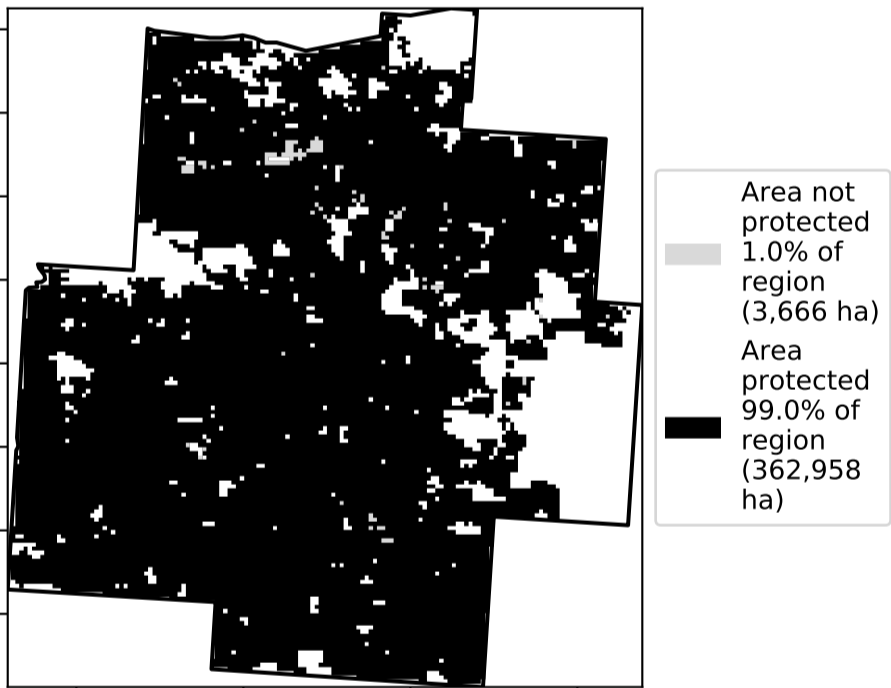 Area not
protected
1.0% of
region
(3,666 ha)
Area
protected
99.0% of
region
(362,958
ha)